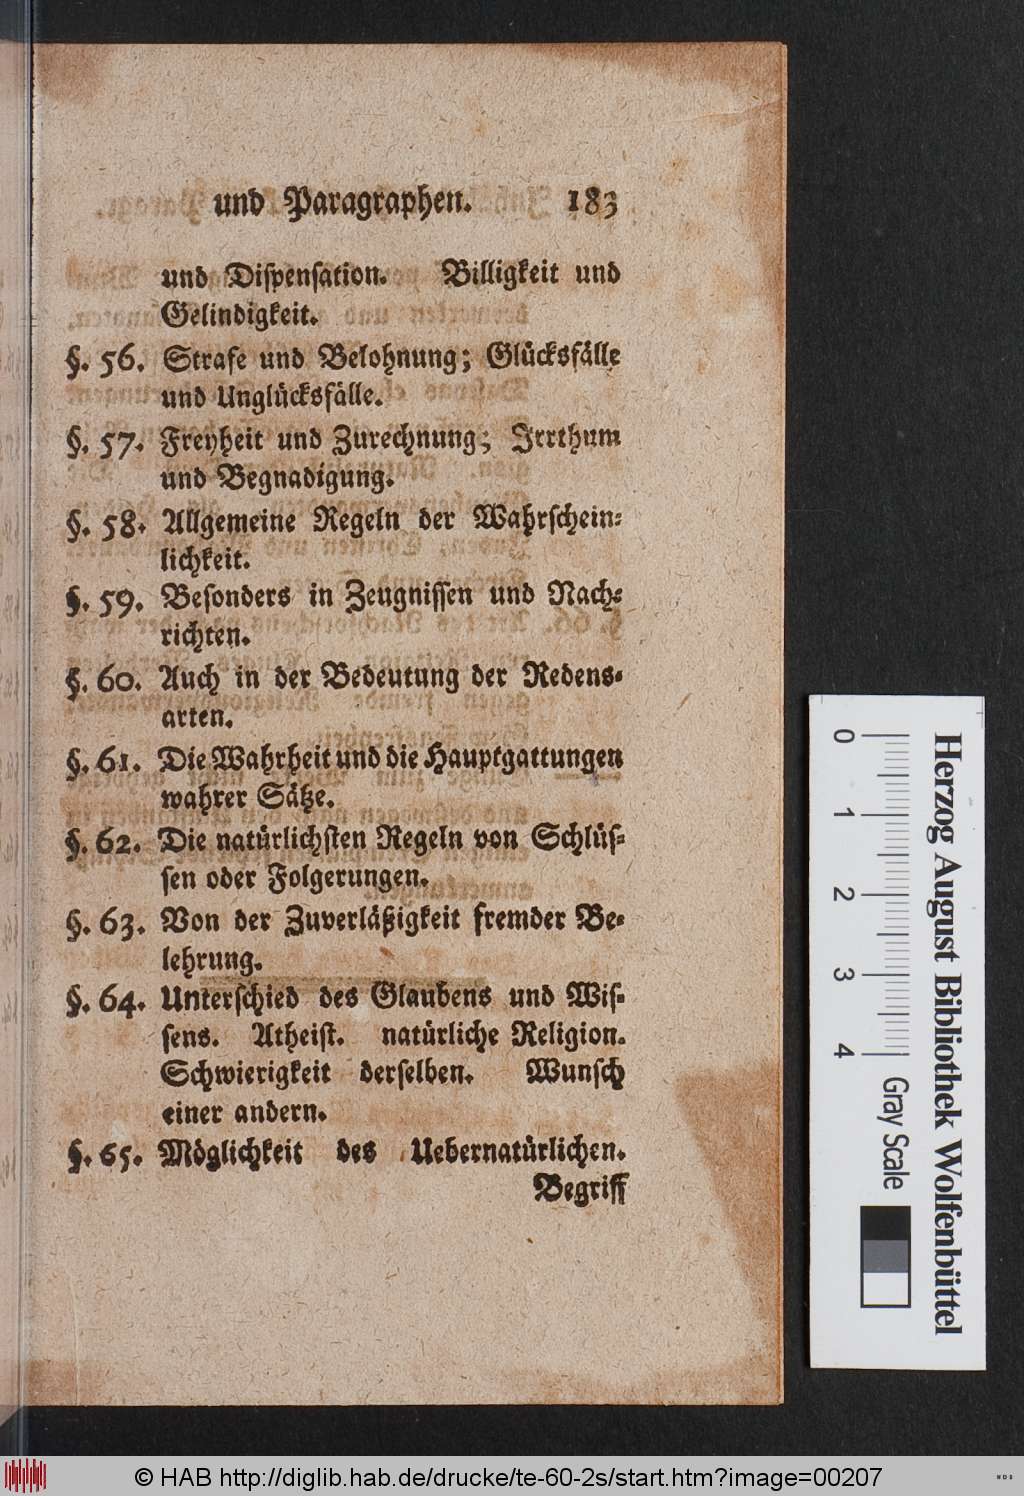 und Paragraphen. 183
und Dispensation. Billigkeit und
Gelindigkeit.
§. 56. Strafe und Belohnung; Glücksfälle
und Unglücksfälle.
§. 57. Freyheit und Zurechnung; Irrthum
und Begnadigung.
§. 58. Allgemeine Regeln der Wahrschein-
lichkeit.
§. 59. Besonders in Zeugnissen und Nach-
richten.
§. 60. Auch in der Bedeutung der Redens-
arten.
§. 61. Die Wahrheit und die Hauptgattungen
wahrer Sätze.
§. 62. Die natürlichsten Regeln von Schlüs-
sen oder Folgerungen.
§. 63. Von der Zuverläßigkeit fremder Be-
lehrung.
§. 64. Unterschied des Glaubens und Wis-
sens. Atheist. natürliche Religion.
Schwierigkeit derselben. Wunsch
einer andern.
§. 65. Möglichkeit des Uebernatürlichen.
Begriff
0 1 2 3 4 Gray Scale
Herzog August Bibliothek Wolfenbüttel
© HAB http://diglib.hab.de/drucke/te-60-2s/start.htm?image=00207